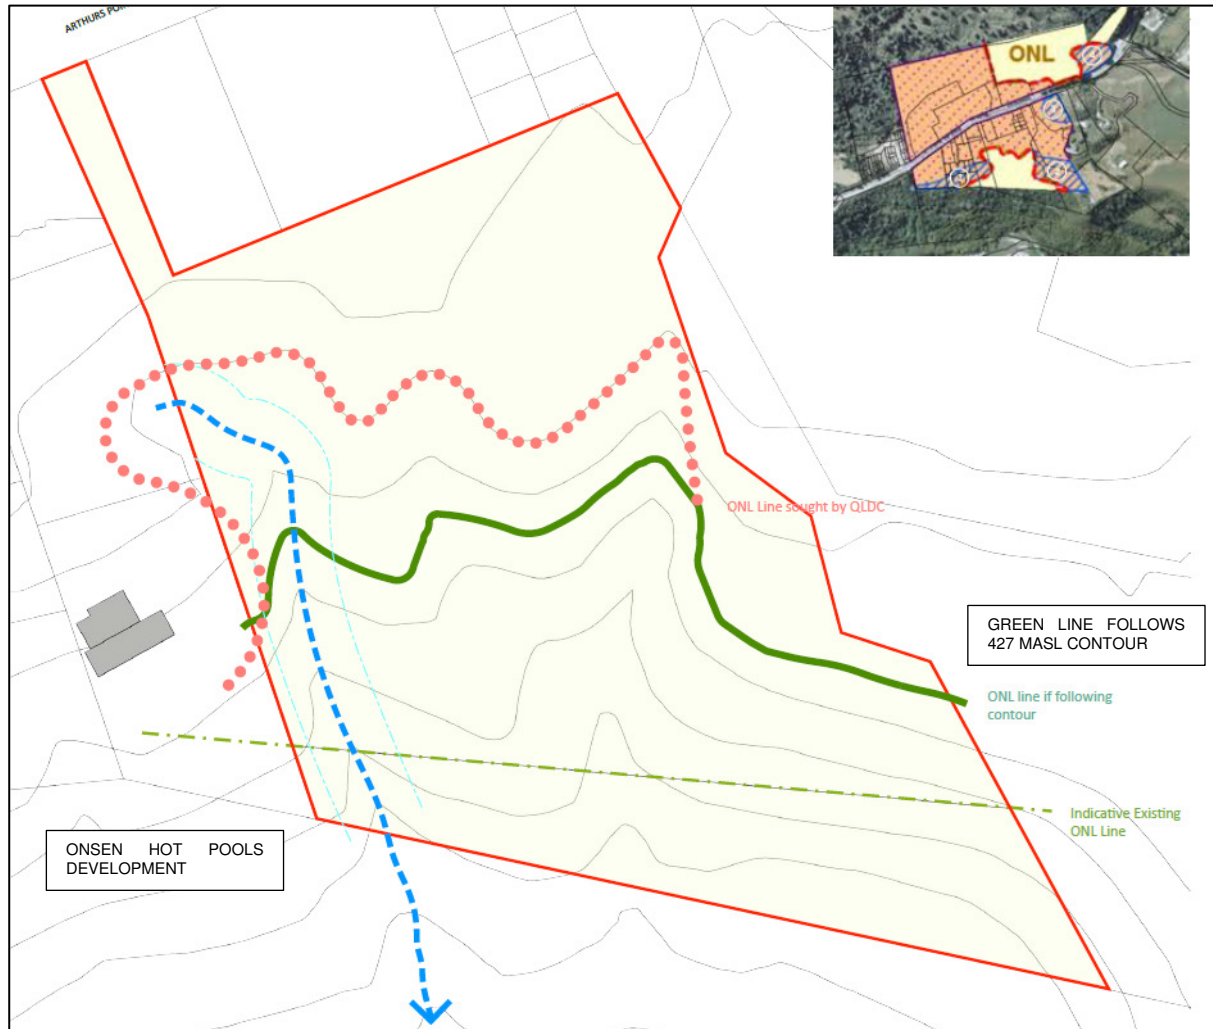 ARTHURS
ONL
ONL Line sought by QLDC
GREEN LINE FOLLOWS
427 MASL CONTOUR
ONL line if following
contour
Indicative Existing
ONL Line
ONSEN HOT POOLS
DEVELOPMENT